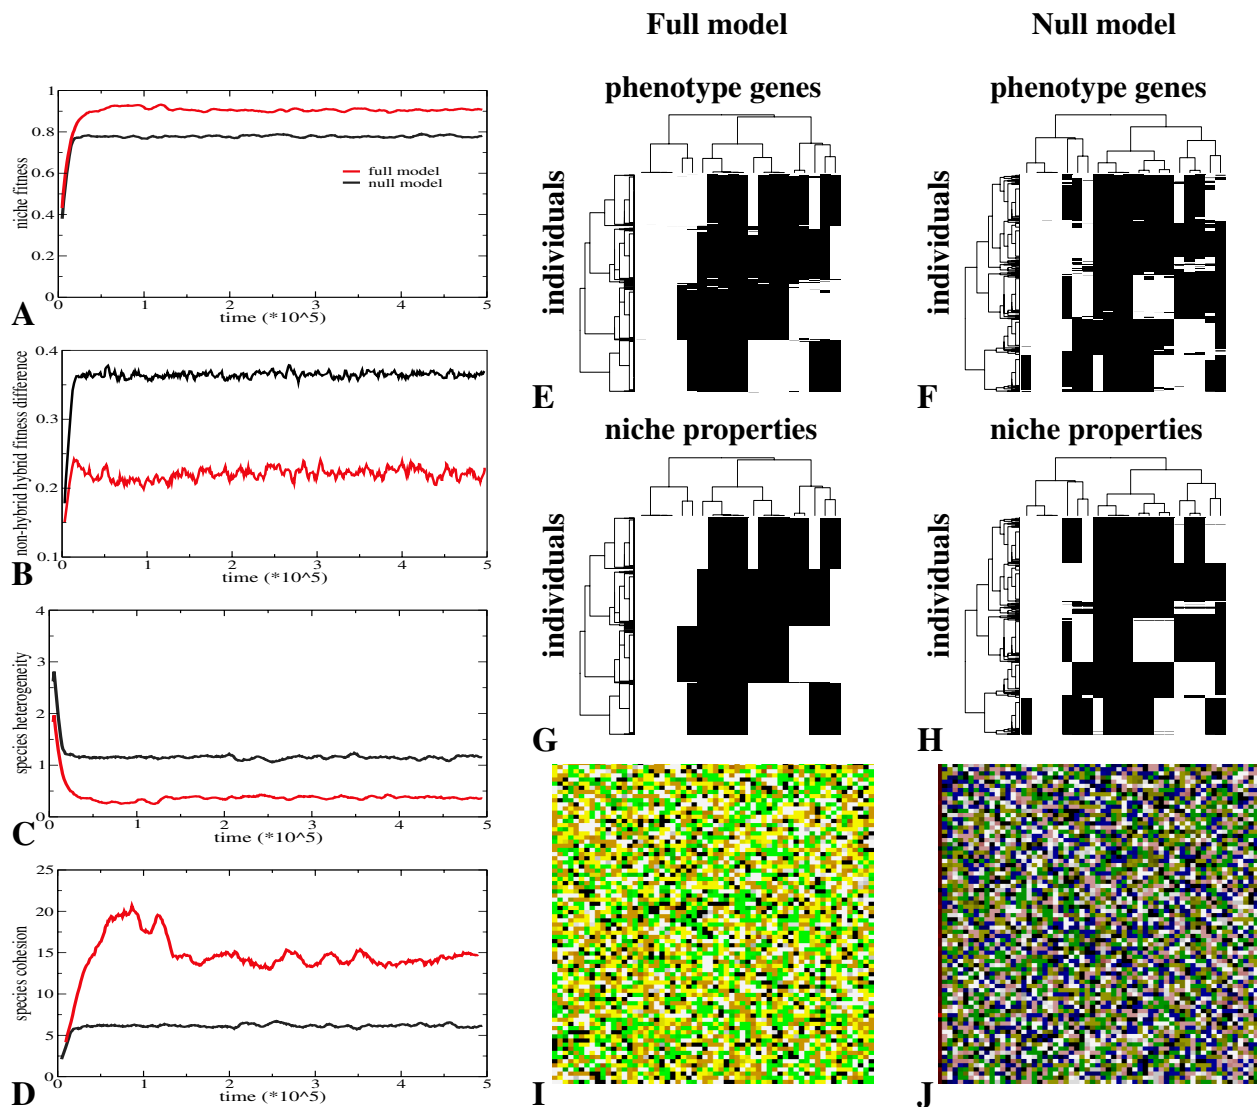 Full model
Null model
phenotype genes
phenotype genes
niche fitness
1
0.8
0.6
0.4
0.2
0
full model
null model
0 1 2 3 4 5
time (*10^5)
A
individuals
E
individuals
F
non-hybrid hybrid fitness difference
0.4
0.3
0.2
0.1
0 1 2 3 4 5
time (*10^5)
B
niche properties
niche properties
individuals
G
individuals
H
species heterogeneity
4
3
2
1
0
0 1 2 3 4 5
time (*10^5)
C
species cohesion
25
20
15
10
5
0
0 1 2 3 4 5
time (*10^5)
D
I
J